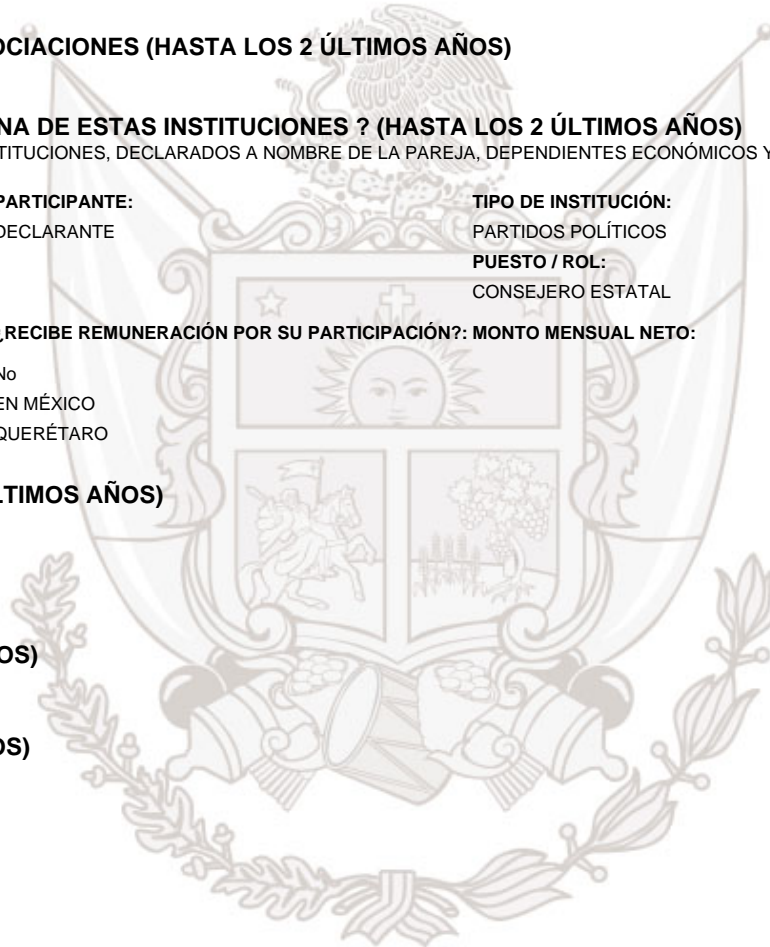 OCIACIONES (HASTA LOS 2 ÚLTIMOS AÑOS)
NA DE ESTAS INSTITUCIONES ? (HASTA LOS 2 ÚLTIMOS AÑOS)
TITUCIONES, DECLARADOS A NOMBRE DE LA PAREJA, DEPENDIENTES ECONÓMICOS Y
PARTICIPANTE: TIPO DE INSTITUCIÓN:
DECLARANTE PARTIDOS POLÍTICOS
PUESTO / ROL:
CONSEJERO ESTATAL
¿RECIBE REMUNERACIÓN POR SU PARTICIPACIÓN?: MONTO MENSUAL NETO:
No
EN MÉXICO
QUERÉTARO
LTIMOS AÑOS)
OS)
OS)